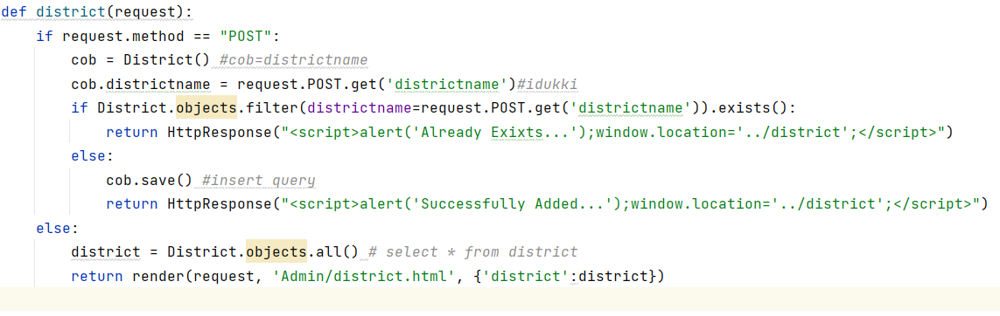 def district(request):
    if request.method == "POST":
        cob = District() #cob=districtname
        cob.districtname = request.POST.get('districtname')#idukki
        if District.objects.filter(districtname=request.POST.get('districtname')).exists():
            return HttpResponse("<script>alert('Already Exixts...');window.location='../district';</script>")
        else:
            cob.save() #insert query
            return HttpResponse("<script>alert('Successfully Added...');window.location='../district';</script>")
    else:
        district = District.objects.all() # select * from district
        return render(request, 'Admin/district.html', {'district':district})